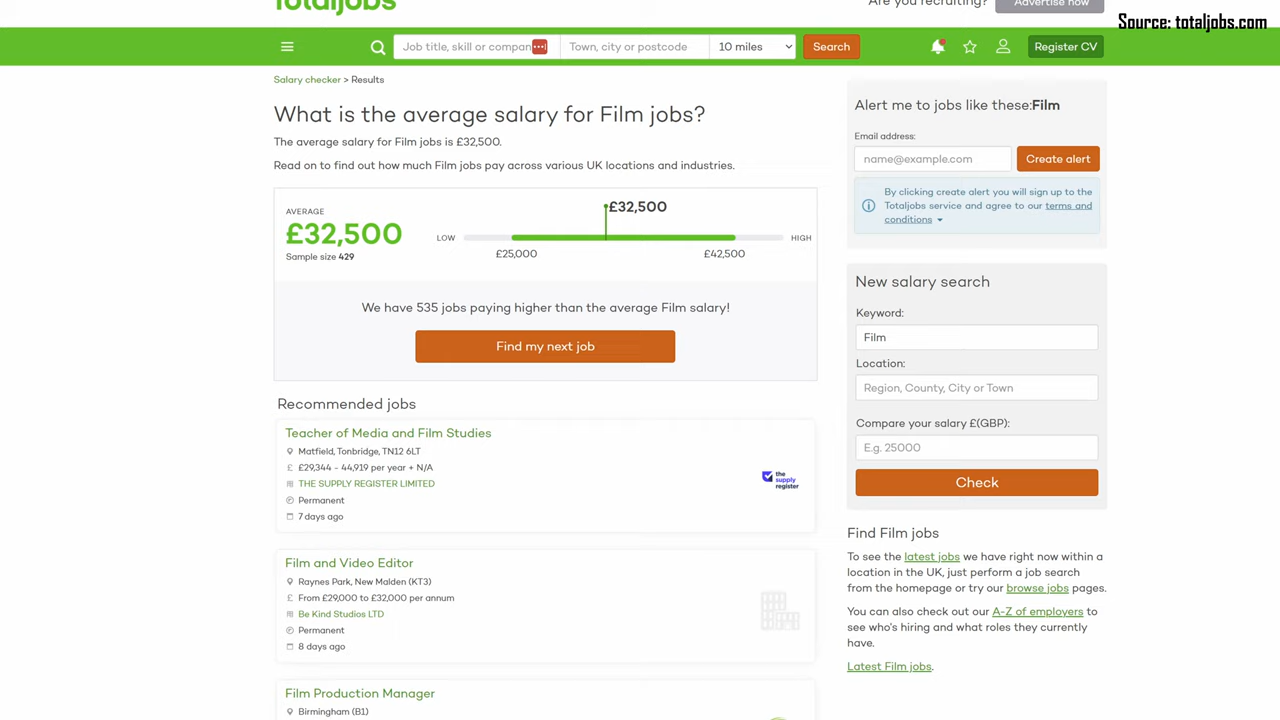 totaljobs
Are you recruiting?
Advertise now
Source: totaljobs.com
Job title, skill or compan
Town, city or postcode
10 miles
Search
Register CV
Salary checker > Results
What is the average salary for Film jobs?
The average salary for Film jobs is £32,500.
Read on to find out how much Film jobs pay across various UK locations and industries.
AVERAGE
£32,500
Sample size 429
£32,500
LOW
HIGH
£25,000
£42,500
We have 535 jobs paying higher than the average Film salary!
Find my next job
Recommended jobs
Teacher of Media and Film Studies
Matfield, Tonbridge, TN12 6LT
£ £29,344 - 44,919 per year + N/A
THE SUPPLY REGISTER LIMITED
Permanent
7 days ago
the
supply
register
Film and Video Editor
Raynes Park, New Malden (KT3)
£ From £29,000 to £32,000 per annum
Be Kind Studios LTD
Permanent
8 days ago
Film Production Manager
Birmingham (B1)
Alert me to jobs like these:Film
Email address:
name@example.com
Create alert
By clicking create alert you will sign up to the
Totaljobs service and agree to our terms and
conditions
New salary search
Keyword:
Film
Location:
Region, County, City or Town
Compare your salary £(GBP):
E.g. 25000
Check
Find Film jobs
To see the latest jobs we have right now within a
location in the UK, just perform a job search
from the homepage or try our browse jobs pages.
You can also check out our A-Z of employers to
see who's hiring and what roles they currently
have.
Latest Film jobs.